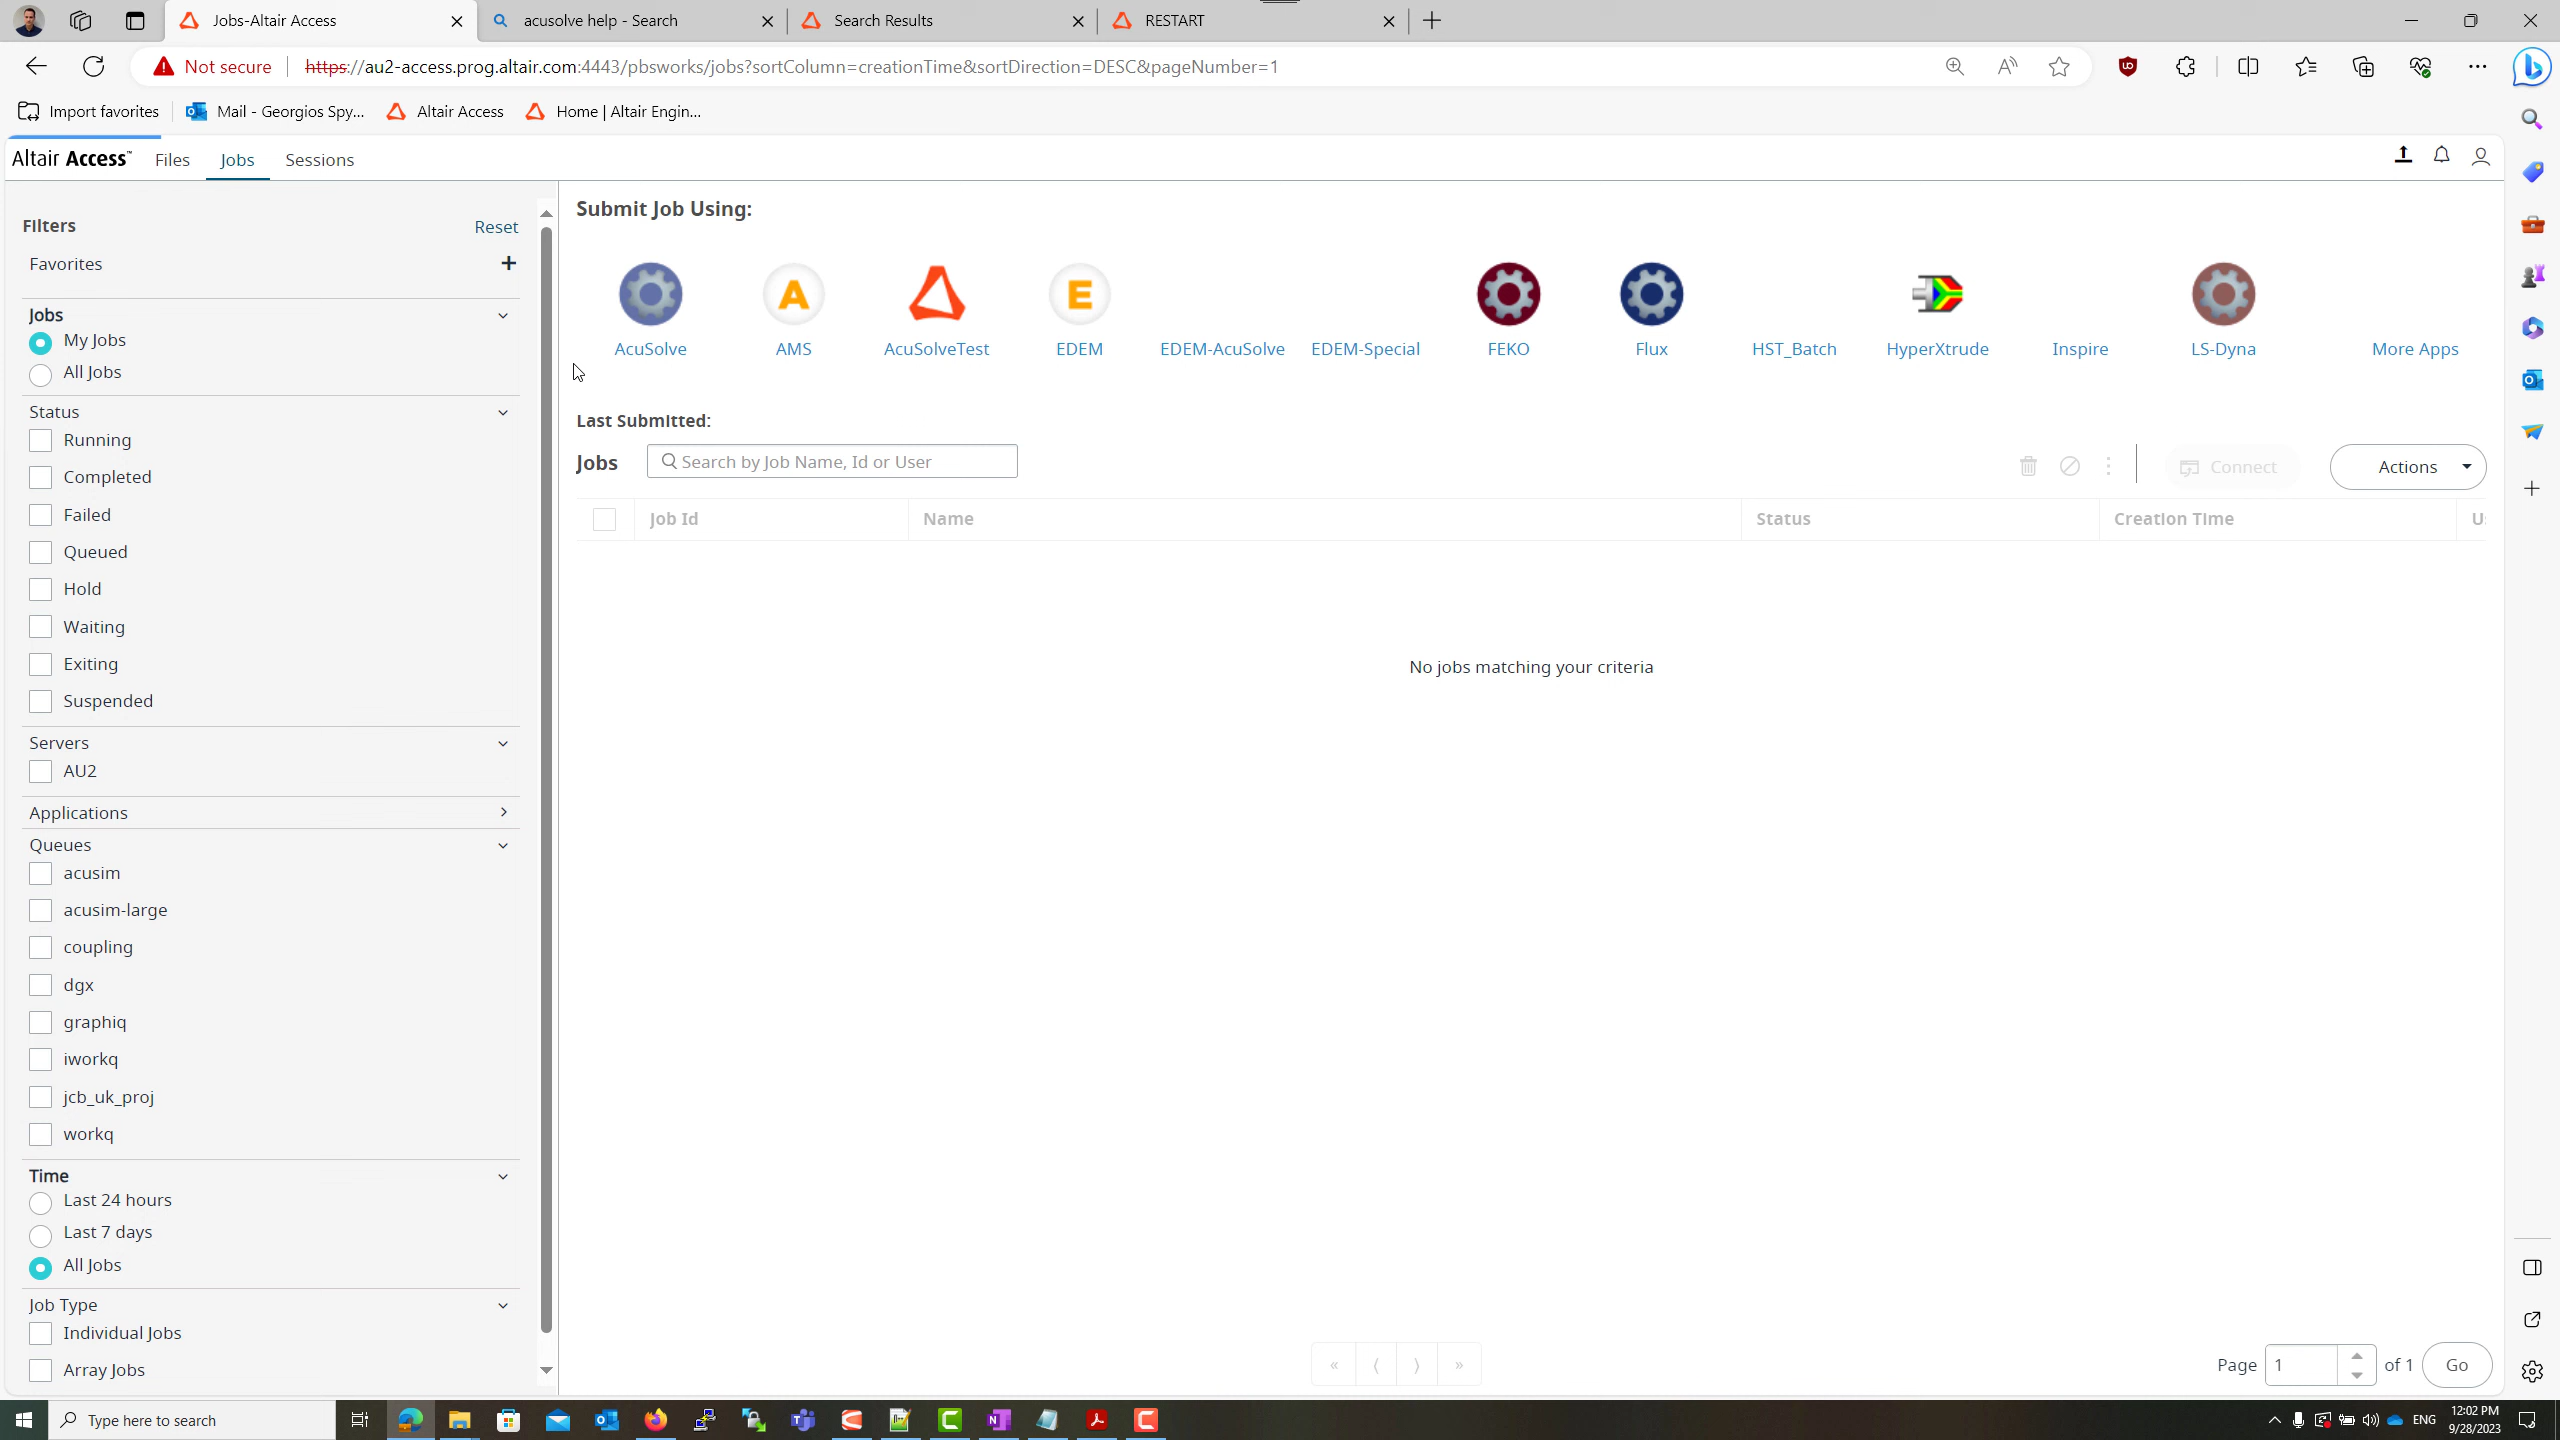 Jobs-Altair Access
acusolve help - Search
Search Results
RESTART
Not secure
https://au2-access.prog.altair.com:4443/pbsworks/jobs?sortColumn=creationTime&sortDirection=DESC&pageNumber=1
Import favorites
Mail - Georgios Spy...
Altair Access
Home | Altair Engin...
Altair Access™
Files
Jobs
Sessions
Filters
Reset
Favorites
Jobs
My Jobs
All Jobs
Status
Running
Completed
Failed
Queued
Hold
Waiting
Exiting
Suspended
Servers
AU2
Applications
Queues
acusim
acusim-large
coupling
dgx
graphiq
iworkq
jcb_uk_proj
workq
Time
Last 24 hours
Last 7 days
All Jobs
Job Type
Individual Jobs
Array Jobs
Submit Job Using:
A
E
AcuSolve
AMS
AcuSolveTest
EDEM
EDEM-AcuSolve
EDEM-Special
FEKO
Flux
HST_Batch
HyperXtrude
Inspire
LS-Dyna
More Apps
Last Submitted:
Jobs
Search by Job Name, Id or User
Connect
Actions
Job Id
Name
Status
Creation Time
No jobs matching your criteria
Page 1 of 1 Go
Type here to search
ENG
12:02 PM
9/28/2023